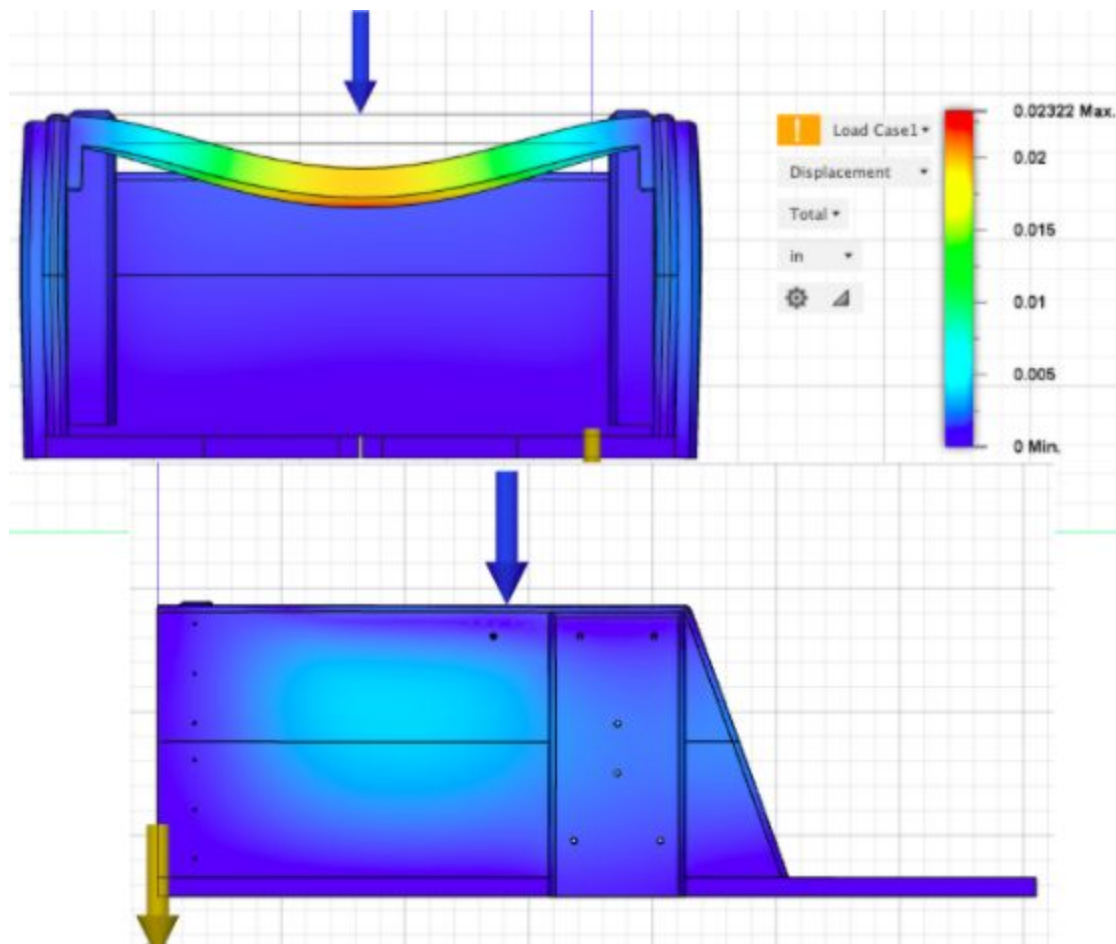 0.02322 Max.
! Load Case1
0.02
Displacement
0.015
Total
in
0.01
0.005
0 Min.